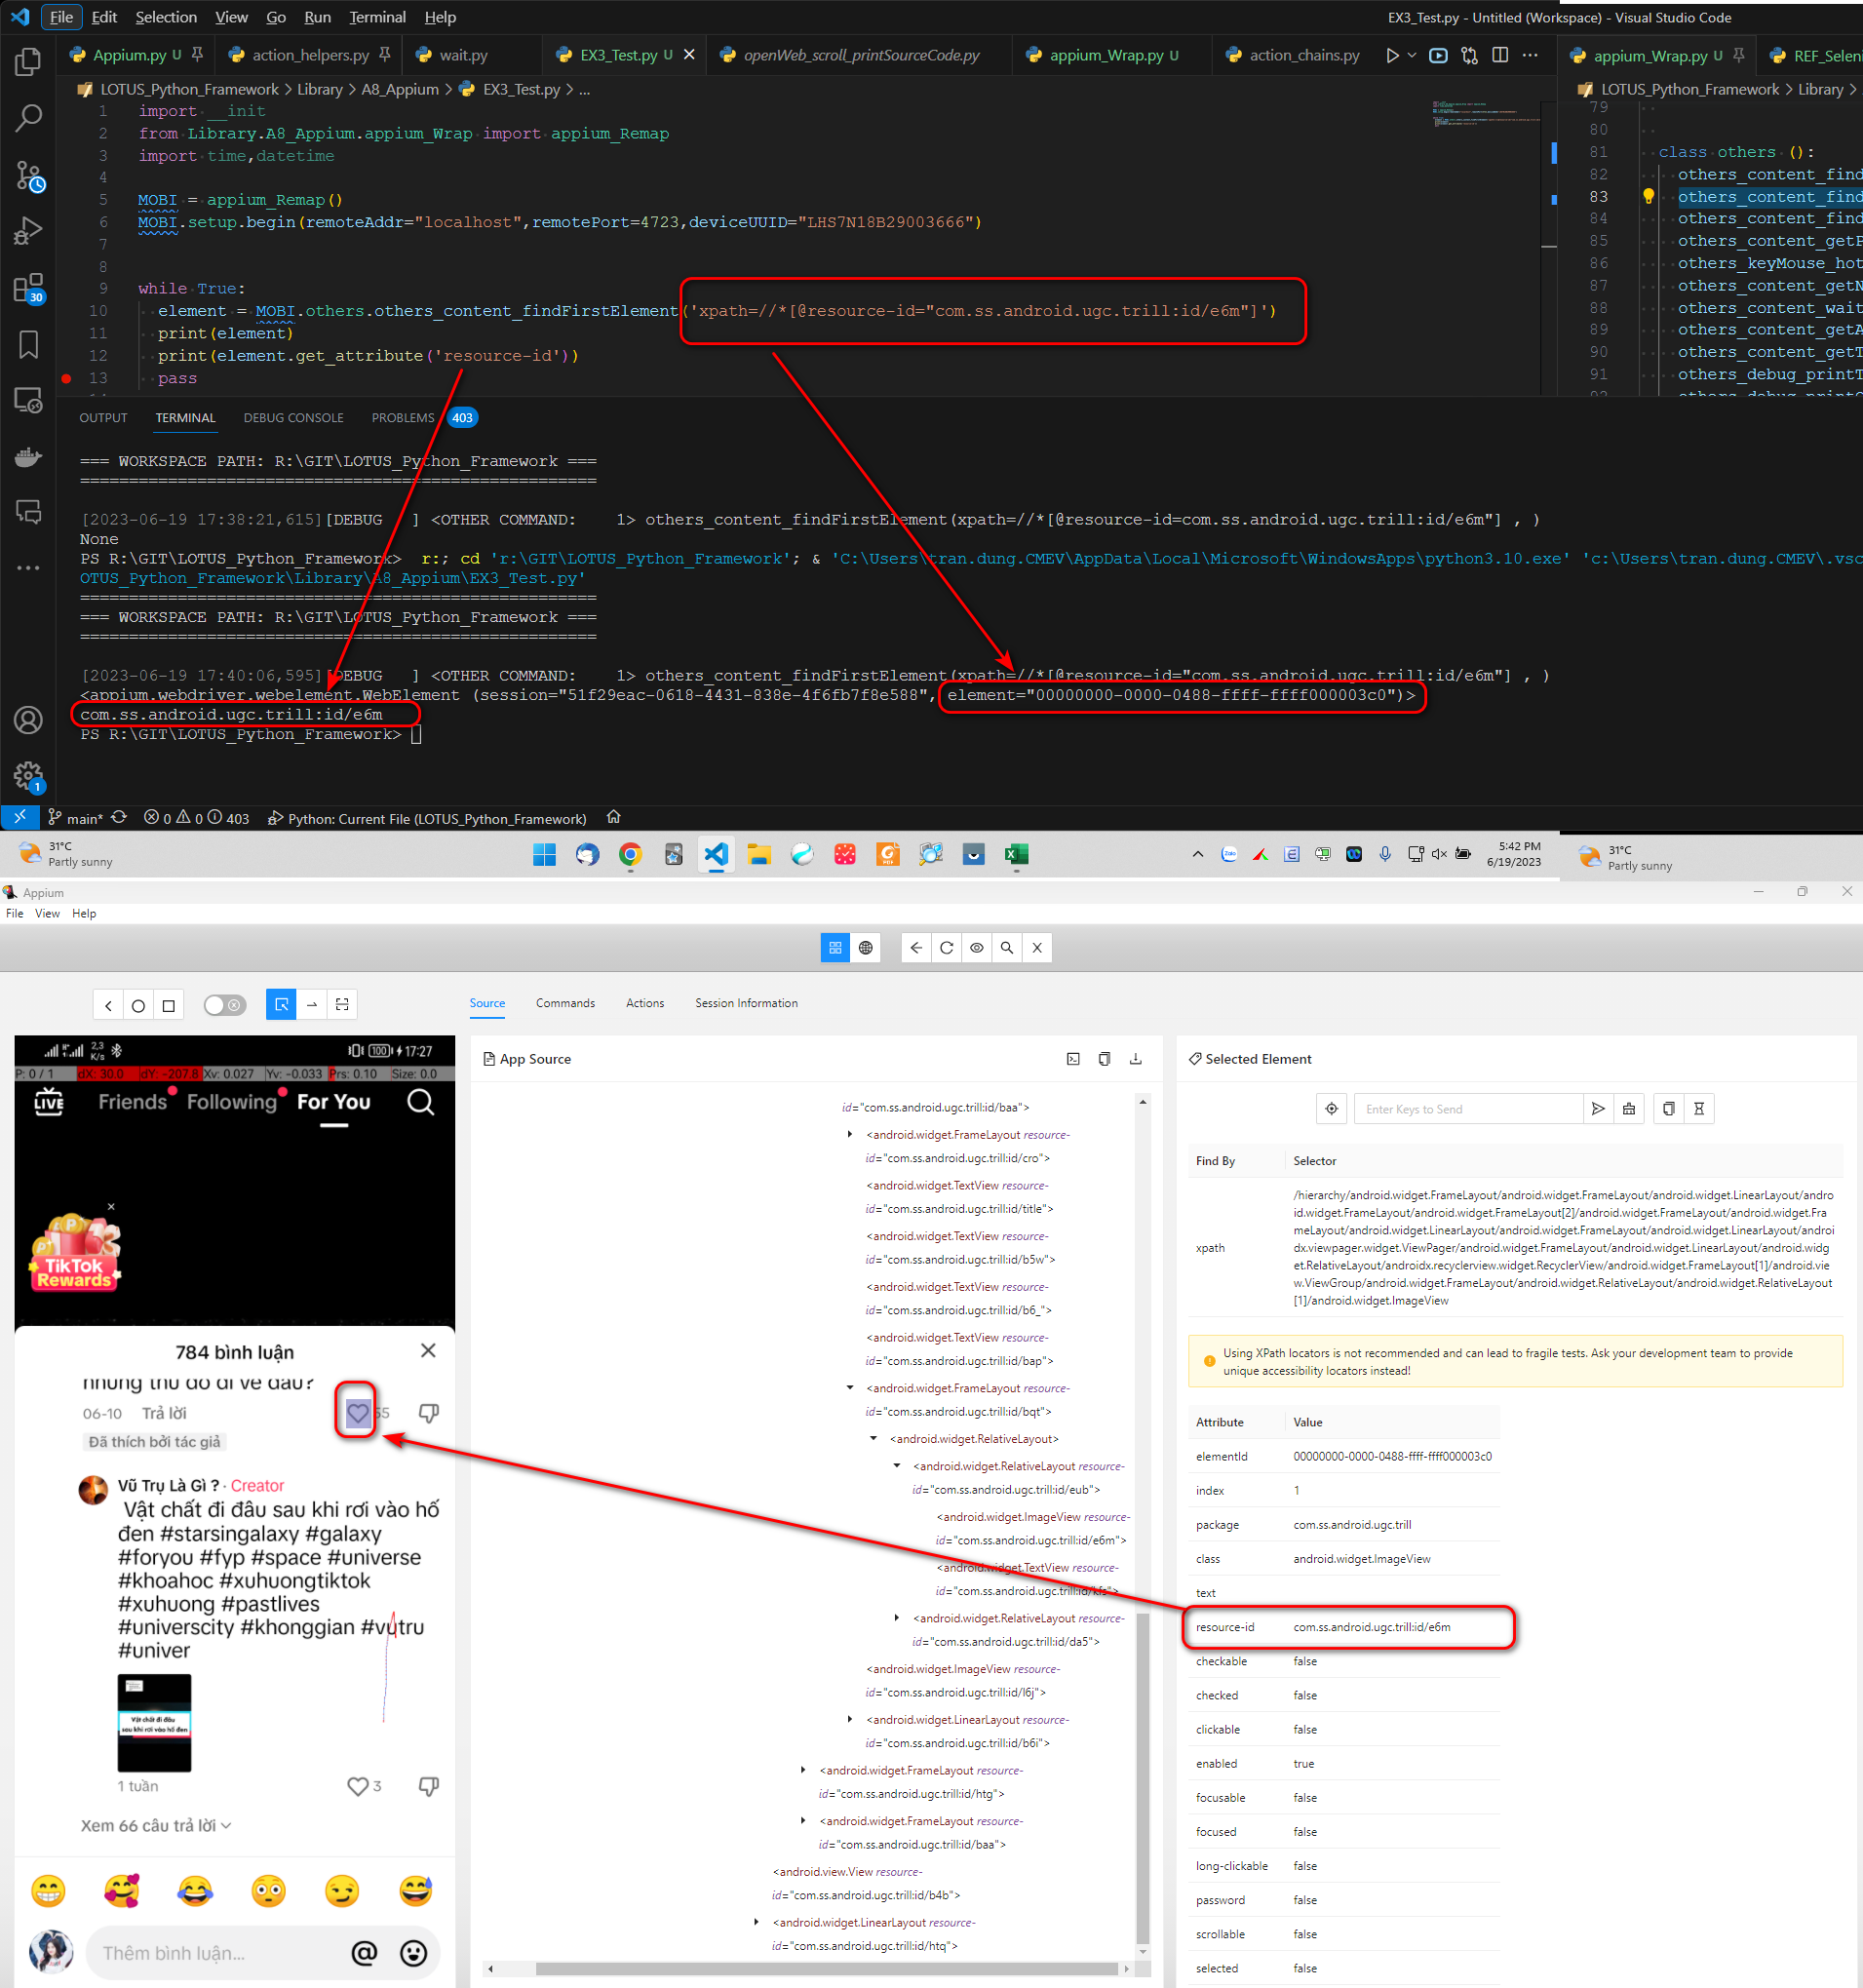 File Edit Selection View Go Run Terminal Help
EX3_Test.py - Untitled (Workspace) - Visual Studio Code
Appium.py U action_helpers.py wait.py EX3_Test.py U openWeb_scroll_printSourceCode.py appium_Wrap.py U action_chains.py
appium_Wrap.py U REF_Seleni
LOTUS_Python_Framework > Library > A8_Appium > EX3_Test.py > ...
LOTUS_Python_Framework > Library >
1 import __init
2 from Library.A8_Appium.appium_Wrap import appium_Remap
3 import time,datetime
4
5 MOBI = appium_Remap()
6 MOBI.setup.begin(remoteAddr="localhost",remotePort=4723,deviceUUID="LHS7N18B29003666")
7
8
9 while True:
10 element = MOBI.others.others_content_findFirstElement('xpath=//*[@resource-id="com.ss.android.ugc.trill:id/e6m"]')
11 print(element)
12 print(element.get_attribute('resource-id'))
13 pass
79
80
81 class others ():
82 others_content_find
83 others_content_find
84 others_content_find
85 others_content_getP
86 others_keyMouse_hot
87 others_content_getN
88 others_content_wait
89 others_content_getA
90 others_content_getT
91 others_debug_printT
OUTPUT TERMINAL DEBUG CONSOLE PROBLEMS 403
30
=== WORKSPACE PATH: R:\GIT\LOTUS_Python_Framework ===
=====================================================
[2023-06-19 17:38:21,615][DEBUG ] <OTHER COMMAND: 1> others_content_findFirstElement(xpath=//*[@resource-id=com.ss.android.ugc.trill:id/e6m"] , )
None
PS R:\GIT\LOTUS_Python_Framework> r:; cd 'r:\GIT\LOTUS_Python_Framework'; & 'C:\Users\tran.dung.CMEV\AppData\Local\Microsoft\WindowsApps\python3.10.exe' 'c:\Users\tran.dung.CMEV\.vsc
OTUS_Python_Framework\Library\A8_Appium\EX3_Test.py'
=====================================================
=== WORKSPACE PATH: R:\GIT\LOTUS_Python_Framework ===
=====================================================
[2023-06-19 17:40:06,595][DEBUG ] <OTHER COMMAND: 1> others_content_findFirstElement(xpath=//*[@resource-id="com.ss.android.ugc.trill:id/e6m"] , )
<appium.webdriver.webelement.WebElement (session="51f29eac-0618-4431-838e-4f6fb7f8e588", element="00000000-0000-0488-ffff-ffff000003c0")>
com.ss.android.ugc.trill:id/e6m
PS R:\GIT\LOTUS_Python_Framework>
1
main* 0 0 403 Python: Current File (LOTUS_Python_Framework)
31°C
Partly sunny
5:42 PM
6/19/2023
31°C
Partly sunny
Appium
File View Help
Source Commands Actions Session Information
2,3
K/s
100 17:27
P: 0 / 1 dX: 30.0 dY: -207.8 Xv: 0.027 Yv: -0.033 Prs: 0.10 Size: 0.0
LIVE Friends Following For You
TikTok
Rewards
784 bình luận
những thứ đó đi về đâu?
06-10 Trả lời 55
Đã thích bởi tác giả
Vũ Trụ Là Gì ? · Creator
Vật chất đi đâu sau khi rơi vào hố
đen #starsingalaxy #galaxy
#foryou #fyp #space #universe
#khoahoc #xuhuongtiktok
#xuhuong #pastlives
#universcity #khonggian #vutru
#univer
Vật chất đi đâu
sau khi rơi vào hố đen
1 tuần 3
Xem 66 câu trả lời
Thêm bình luận...
App Source
id="com.ss.android.ugc.trill:id/baa">
<android.widget.FrameLayout resource-
id="com.ss.android.ugc.trill:id/cro">
<android.widget.TextView resource-
id="com.ss.android.ugc.trill:id/title">
<android.widget.TextView resource-
id="com.ss.android.ugc.trill:id/b5w">
<android.widget.TextView resource-
id="com.ss.android.ugc.trill:id/b6_">
<android.widget.TextView resource-
id="com.ss.android.ugc.trill:id/bap">
<android.widget.FrameLayout resource-
id="com.ss.android.ugc.trill:id/bqt">
<android.widget.RelativeLayout>
<android.widget.RelativeLayout resource-
id="com.ss.android.ugc.trill:id/eub">
<android.widget.ImageView resource-
id="com.ss.android.ugc.trill:id/e6m">
<android.widget.TextView resource-
id="com.ss.android.ugc.trill:id/kfs">
<android.widget.RelativeLayout resource-
id="com.ss.android.ugc.trill:id/da5">
<android.widget.ImageView resource-
id="com.ss.android.ugc.trill:id/l6j">
<android.widget.LinearLayout resource-
id="com.ss.android.ugc.trill:id/b6i">
<android.widget.FrameLayout resource-
id="com.ss.android.ugc.trill:id/htg">
<android.widget.FrameLayout resource-
id="com.ss.android.ugc.trill:id/baa">
<android.view.View resource-
id="com.ss.android.ugc.trill:id/b4b">
<android.widget.LinearLayout resource-
id="com.ss.android.ugc.trill:id/htq">
Selected Element
Enter Keys to Send
Find By Selector
xpath
/hierarchy/android.widget.FrameLayout/android.widget.FrameLayout/android.widget.LinearLayout/andro
id.widget.FrameLayout/android.widget.FrameLayout[2]/android.widget.FrameLayout/android.widget.Fra
meLayout/android.widget.LinearLayout/android.widget.FrameLayout/android.widget.LinearLayout/androi
dx.viewpager.widget.ViewPager/android.widget.FrameLayout/android.widget.LinearLayout/android.widg
et.RelativeLayout/androidx.recyclerview.widget.RecyclerView/android.widget.FrameLayout[1]/android.vie
w.ViewGroup/android.widget.FrameLayout/android.widget.RelativeLayout/android.widget.RelativeLayout
[1]/android.widget.ImageView
Using XPath locators is not recommended and can lead to fragile tests. Ask your development team to provide
unique accessibility locators instead!
Attribute Value
elementId 00000000-0000-0488-ffff-ffff000003c0
index 1
package com.ss.android.ugc.trill
class android.widget.ImageView
text
resource-id com.ss.android.ugc.trill:id/e6m
checkable false
checked false
clickable false
enabled true
focusable false
focused false
long-clickable false
password false
scrollable false
selected false